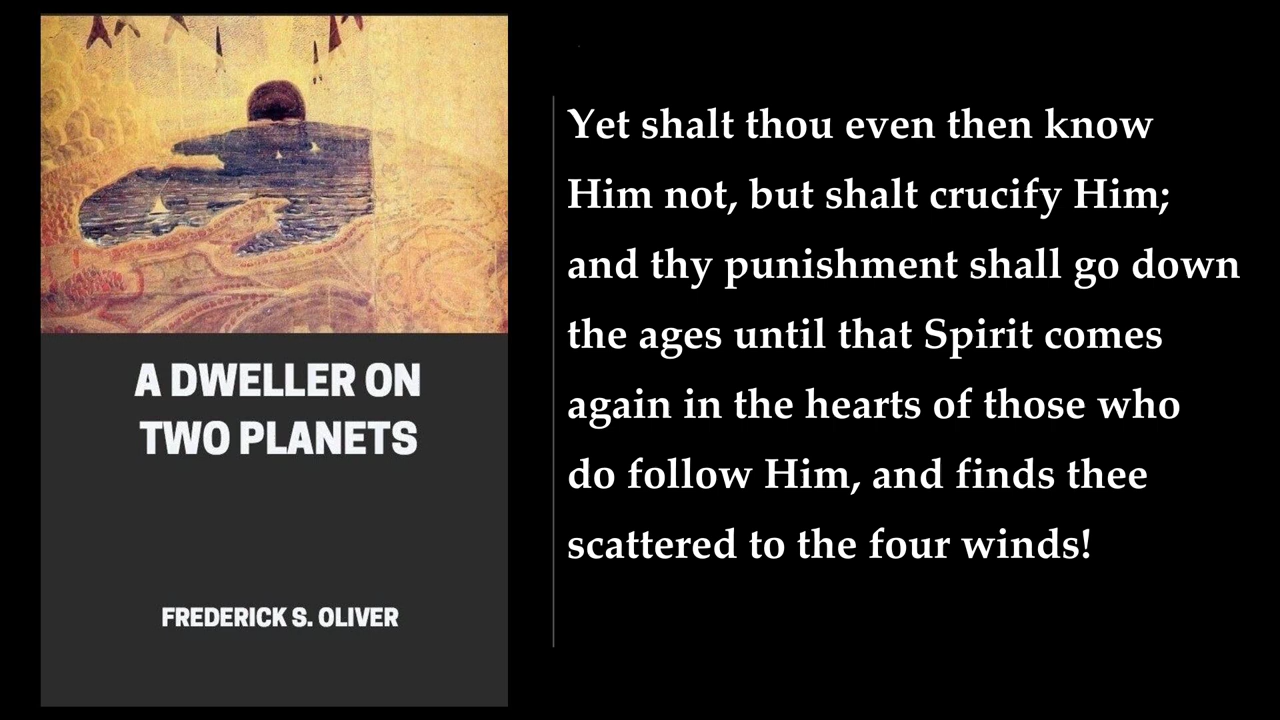 A DWELLER ON
TWO PLANETS
FREDERICK S. OLIVER
Yet shalt thou even then know
Him not, but shalt crucify Him;
and thy punishment shall go down
the ages until that Spirit comes
again in the hearts of those who
do follow Him, and finds thee
scattered to the four winds!